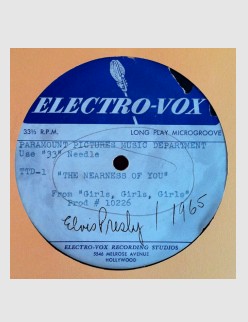 ELECTRO-VOX
33⅓ R.P.M. LONG PLAY MICROGROOVE
PARAMOUNT PICTURES MUSIC DEPARTMENT
Use "33" Needle
TTD-1 "THE NEARNESS OF YOU"
From "Girls, Girls, Girls"
Prod # 10226
Elvis Presly / 1965
ELECTRO-VOX RECORDING STUDIOS
5546 MELROSE AVENUE
HOLLYWOOD